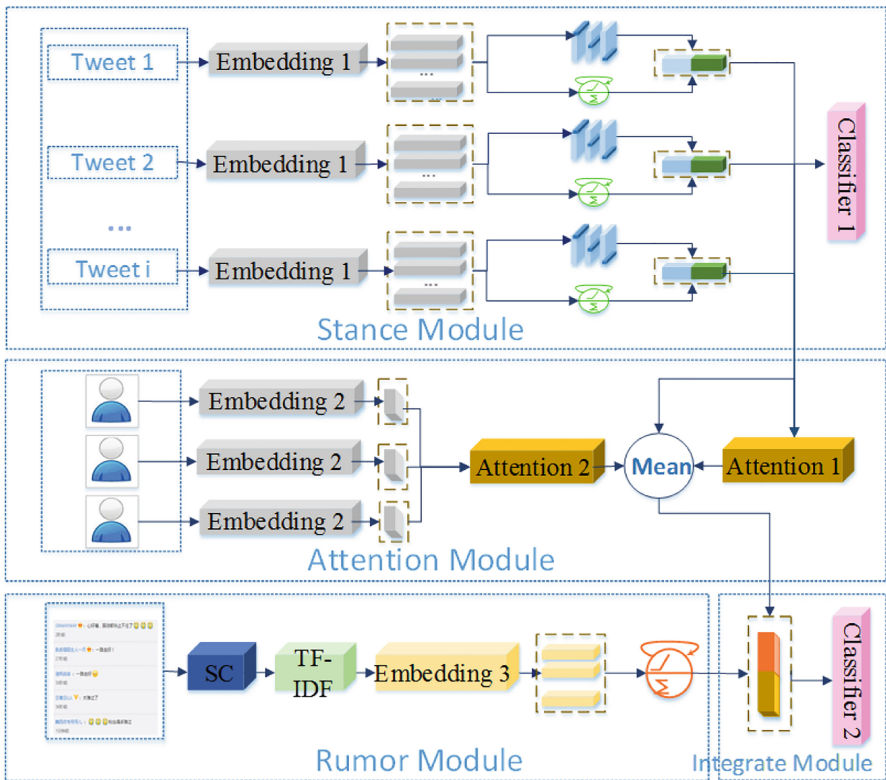 Tweet 1
Embedding 1
...
Tweet 2
Embedding 1
...
...
Tweet i
Embedding 1
...
Classifier 1
Stance Module
Embedding 2
Embedding 2
Embedding 2
Attention 2
Mean
Attention 1
Attention Module
SC
TF-
IDF
Embedding 3
Classifier 2
Rumor Module
Integrate Module